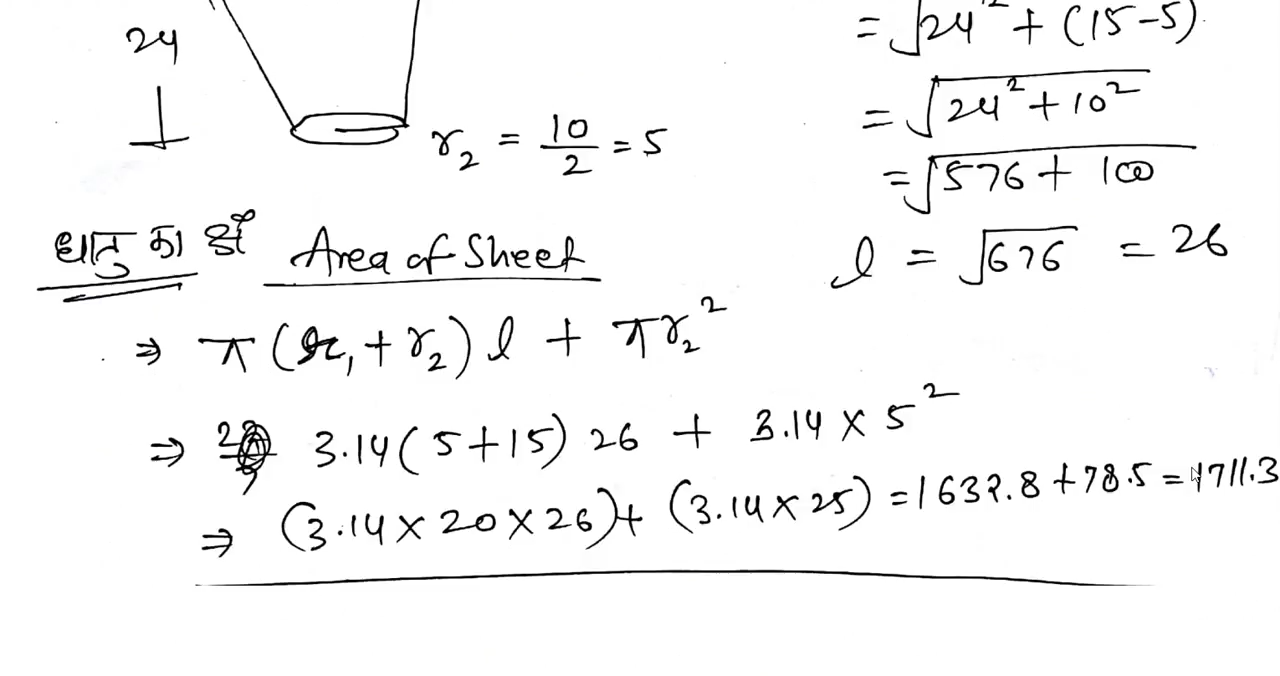 24
r₂ = 10/2 = 5
= √24² + (15-5)
= √24² + 10²
= √576 + 100
l = √676 = 26
धातु का क्षे० Area of Sheet
⇒ π (r₁ + r₂) l + πr₂²
⇒ 3.14 (5+15) 26 + 3.14 × 5²
⇒ (3.14 × 20 × 26) + (3.14 × 25) = 1632.8 + 78.5 = 1711.3